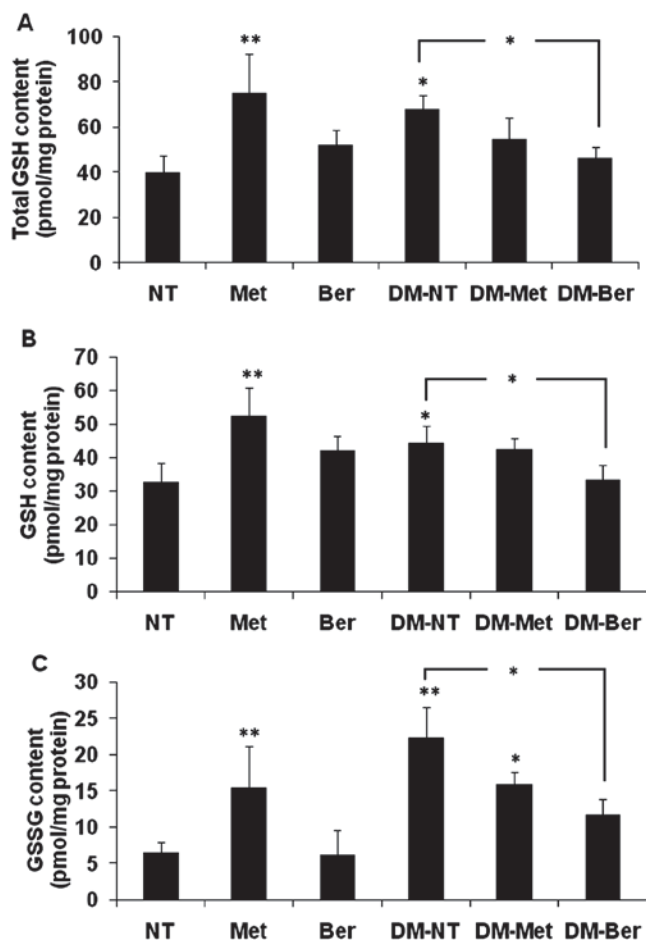 A
Total GSH content
(pmol/mg protein)
100
80
60
40
20
0
**
*
*
NT Met Ber DM-NT DM-Met DM-Ber
B
GSH content
(pmol/mg protein)
70
60
50
40
30
20
10
0
**
*
*
NT Met Ber DM-NT DM-Met DM-Ber
C
GSSG content
(pmol/mg protein)
30
25
20
15
10
5
0
**
**
*
*
NT Met Ber DM-NT DM-Met DM-Ber